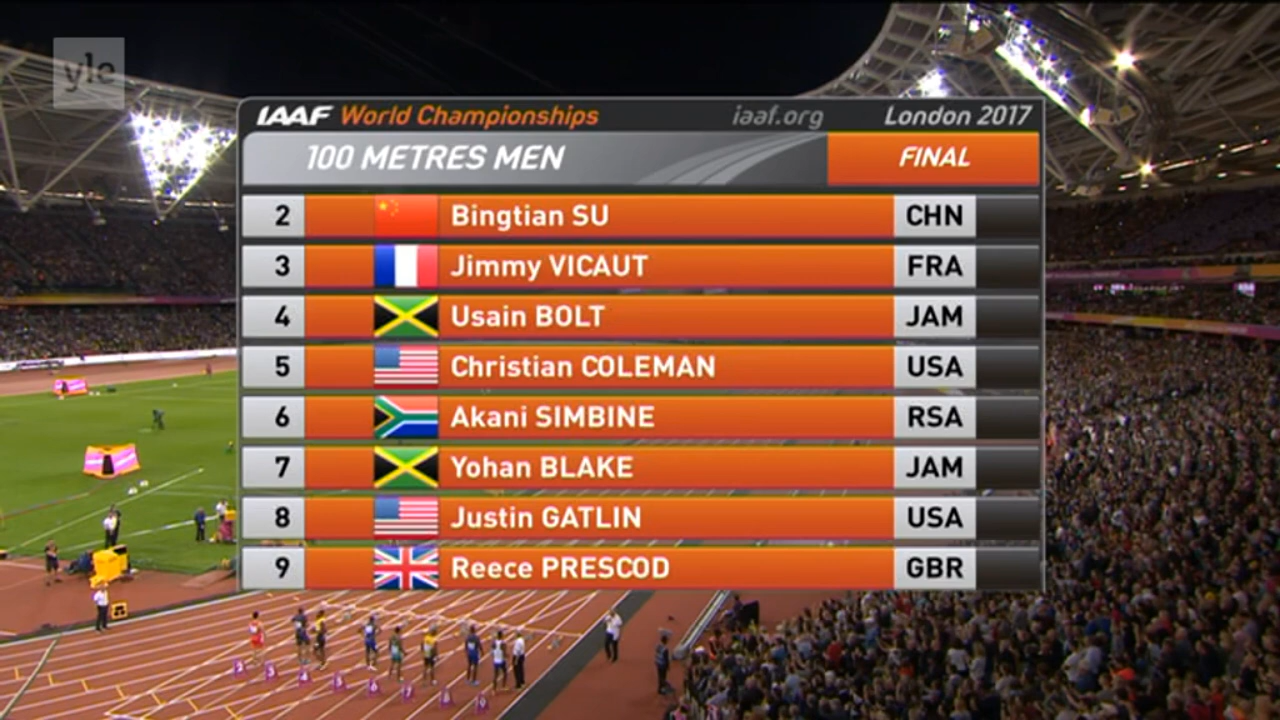 yle
IAAF World Championships iaaf.org London 2017
100 METRES MEN FINAL
2 Bingtian SU CHN
3 Jimmy VICAUT FRA
4 Usain BOLT JAM
5 Christian COLEMAN USA
6 Akani SIMBINE RSA
7 Yohan BLAKE JAM
8 Justin GATLIN USA
9 Reece PRESCOD GBR